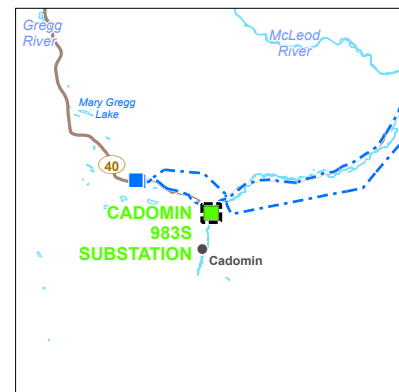 Gregg
River
McLeod
River
Mary Gregg
Lake
40
CADOMIN
983S
SUBSTATION
Cadomin